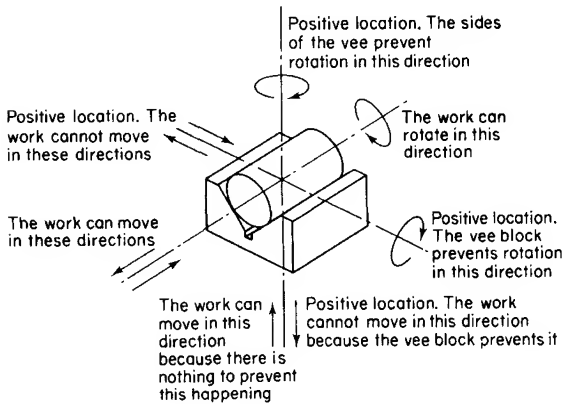 Positive location. The sides
of the vee prevent
rotation in this direction
Positive location. The
work cannot move
in these directions
The work can
rotate in this
direction
The work can move
in these directions
Positive location.
The vee block
prevents rotation
in this direction
The work can
move in this
direction
because there is
nothing to prevent
this happening
Positive location. The work
cannot move in this direction
because the vee block prevents it